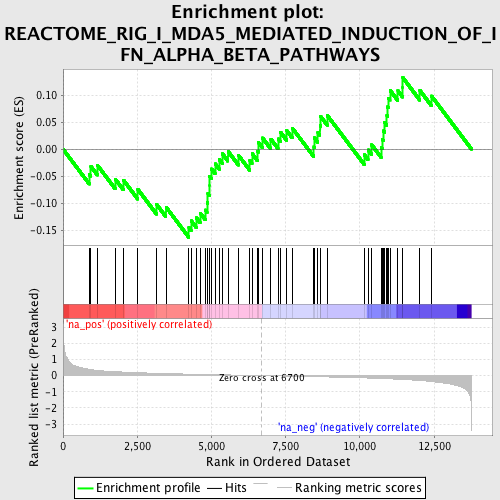 Enrichment plot:
REACTOME_RIG_I_MDA5_MEDIATED_INDUCTION_OF_I
FN_ALPHA_BETA_PATHWAYS
Enrichment score (ES)
0.10
0.05
0.00
-0.05
-0.10
-0.15
'na_pos' (positively correlated)
Ranked list metric (PreRanked)
3
2
1
0
-1
-2
-3
Zero cross at 6700
'na_neg' (negatively correlated)
0
2,500
5,000
7,500
10,000
12,500
Rank in Ordered Dataset
Enrichment profile
Hits
Ranking metric scores